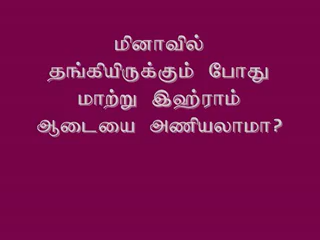 மினாவில்
தங்கியிருக்கும் போது
மாற்று இஹ்ராம்
ஆடையை அணியலாமா?